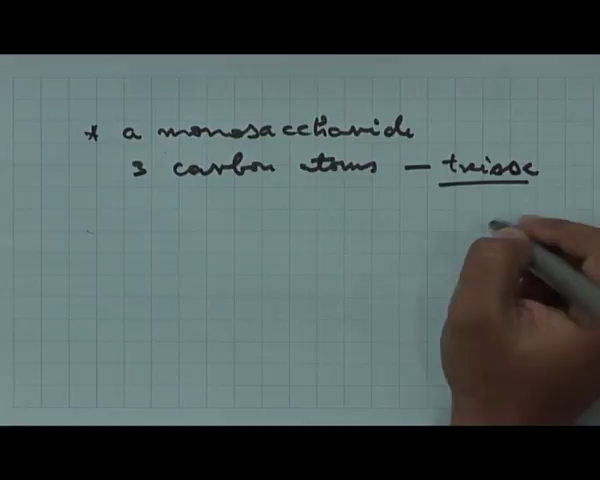 * a monosaccharide
3 carbon atoms — triose